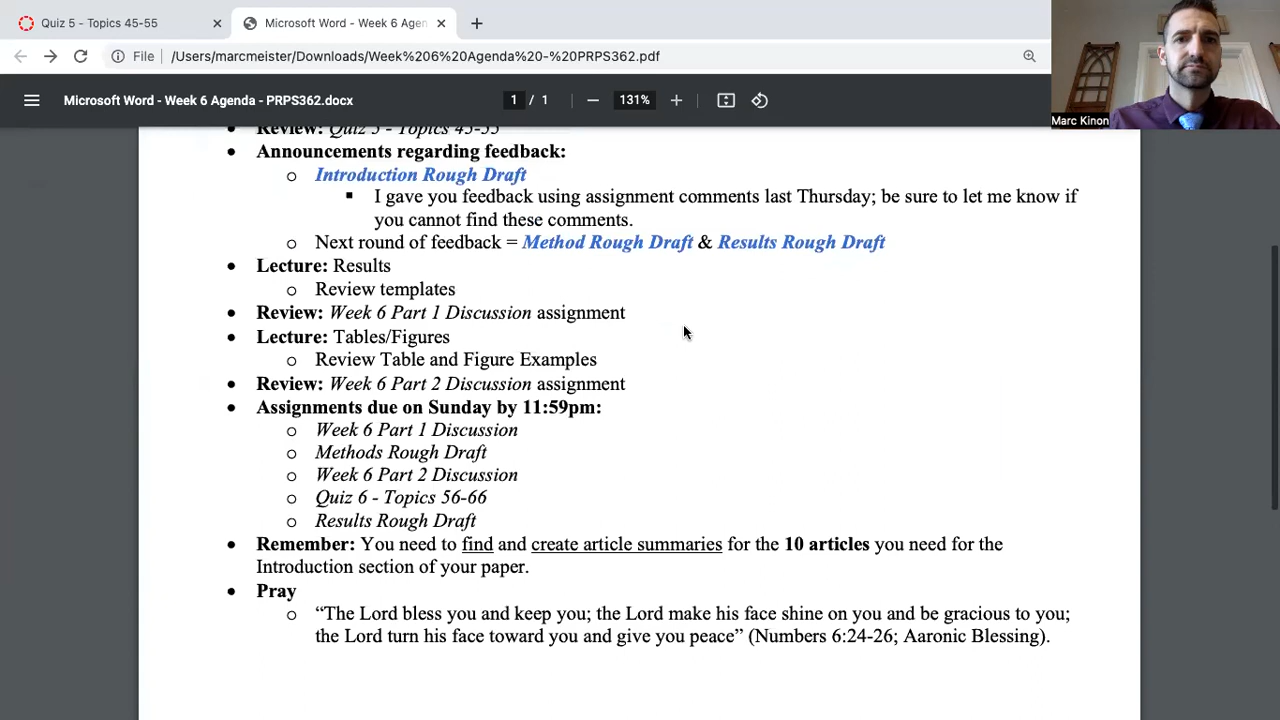 Quiz 5 - Topics 45-55
Microsoft Word - Week 6 Agen
File
/Users/marcmeister/Downloads/Week%206%20Agenda%20-%20PRPS362.pdf
Microsoft Word - Week 6 Agenda - PRPS362.docx
1 / 1
131%
Marc Kinon
• Review: Quiz 5 - Topics 45-55
• Announcements regarding feedback:
o Introduction Rough Draft
▪ I gave you feedback using assignment comments last Thursday; be sure to let me know if
you cannot find these comments.
o Next round of feedback = Method Rough Draft & Results Rough Draft
• Lecture: Results
o Review templates
• Review: Week 6 Part 1 Discussion assignment
• Lecture: Tables/Figures
o Review Table and Figure Examples
• Review: Week 6 Part 2 Discussion assignment
• Assignments due on Sunday by 11:59pm:
o Week 6 Part 1 Discussion
o Methods Rough Draft
o Week 6 Part 2 Discussion
o Quiz 6 - Topics 56-66
o Results Rough Draft
• Remember: You need to find and create article summaries for the 10 articles you need for the
Introduction section of your paper.
• Pray
o “The Lord bless you and keep you; the Lord make his face shine on you and be gracious to you;
the Lord turn his face toward you and give you peace” (Numbers 6:24-26; Aaronic Blessing).